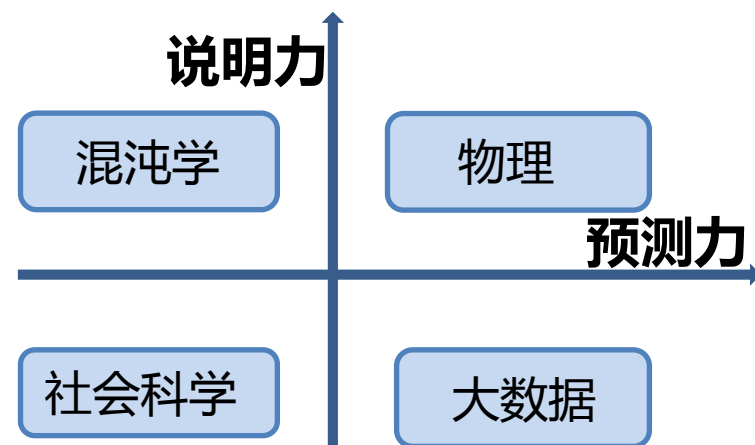 说明力
混沌学
物理
预测力
社会科学
大数据